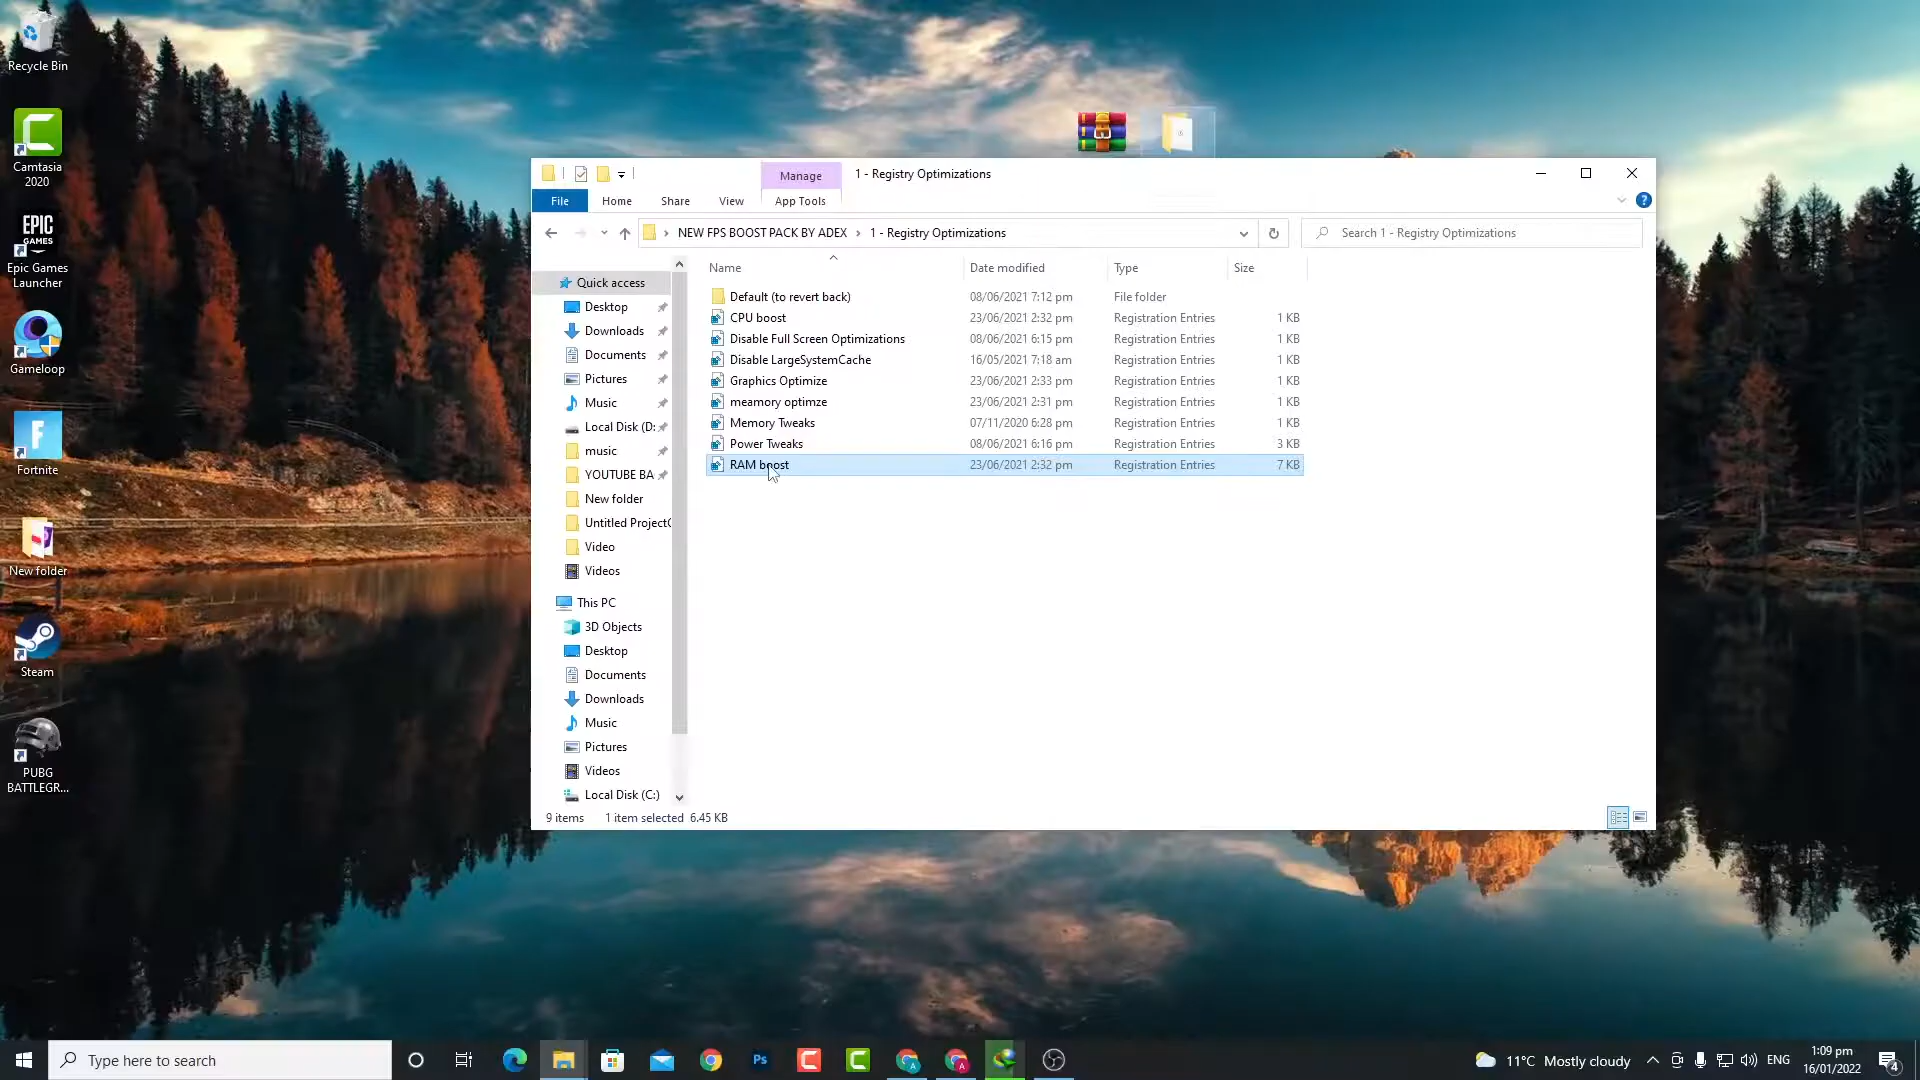 Recycle Bin
Camtasia
2020
EPIC
GAMES
Epic Games
Launcher
Gameloop
Fortnite
New folder
Steam
PUBG
BATTLEGR...
Manage
1 - Registry Optimizations
File
Home
Share
View
App Tools
NEW FPS BOOST PACK BY ADEX
1 - Registry Optimizations
Search 1 - Registry Optimizations
Name
Date modified
Type
Size
Default (to revert back) 08/06/2021 7:12 pm File folder
CPU boost 23/06/2021 2:32 pm Registration Entries 1 KB
Disable Full Screen Optimizations 08/06/2021 6:15 pm Registration Entries 1 KB
Disable LargeSystemCache 16/05/2021 7:18 am Registration Entries 1 KB
Graphics Optimize 23/06/2021 2:33 pm Registration Entries 1 KB
meamory optimze 23/06/2021 2:31 pm Registration Entries 1 KB
Memory Tweaks 07/11/2020 6:28 pm Registration Entries 1 KB
Power Tweaks 08/06/2021 6:16 pm Registration Entries 3 KB
RAM boost 23/06/2021 2:32 pm Registration Entries 7 KB
Quick access
Desktop
Downloads
Documents
Pictures
Music
Local Disk (D:
music
YOUTUBE BA
New folder
Untitled Project
Video
Videos
This PC
3D Objects
Desktop
Documents
Downloads
Music
Pictures
Videos
Local Disk (C:)
9 items
1 item selected 6.45 KB
Type here to search
Ps
11°C Mostly cloudy
ENG
1:09 pm
16/01/2022
4